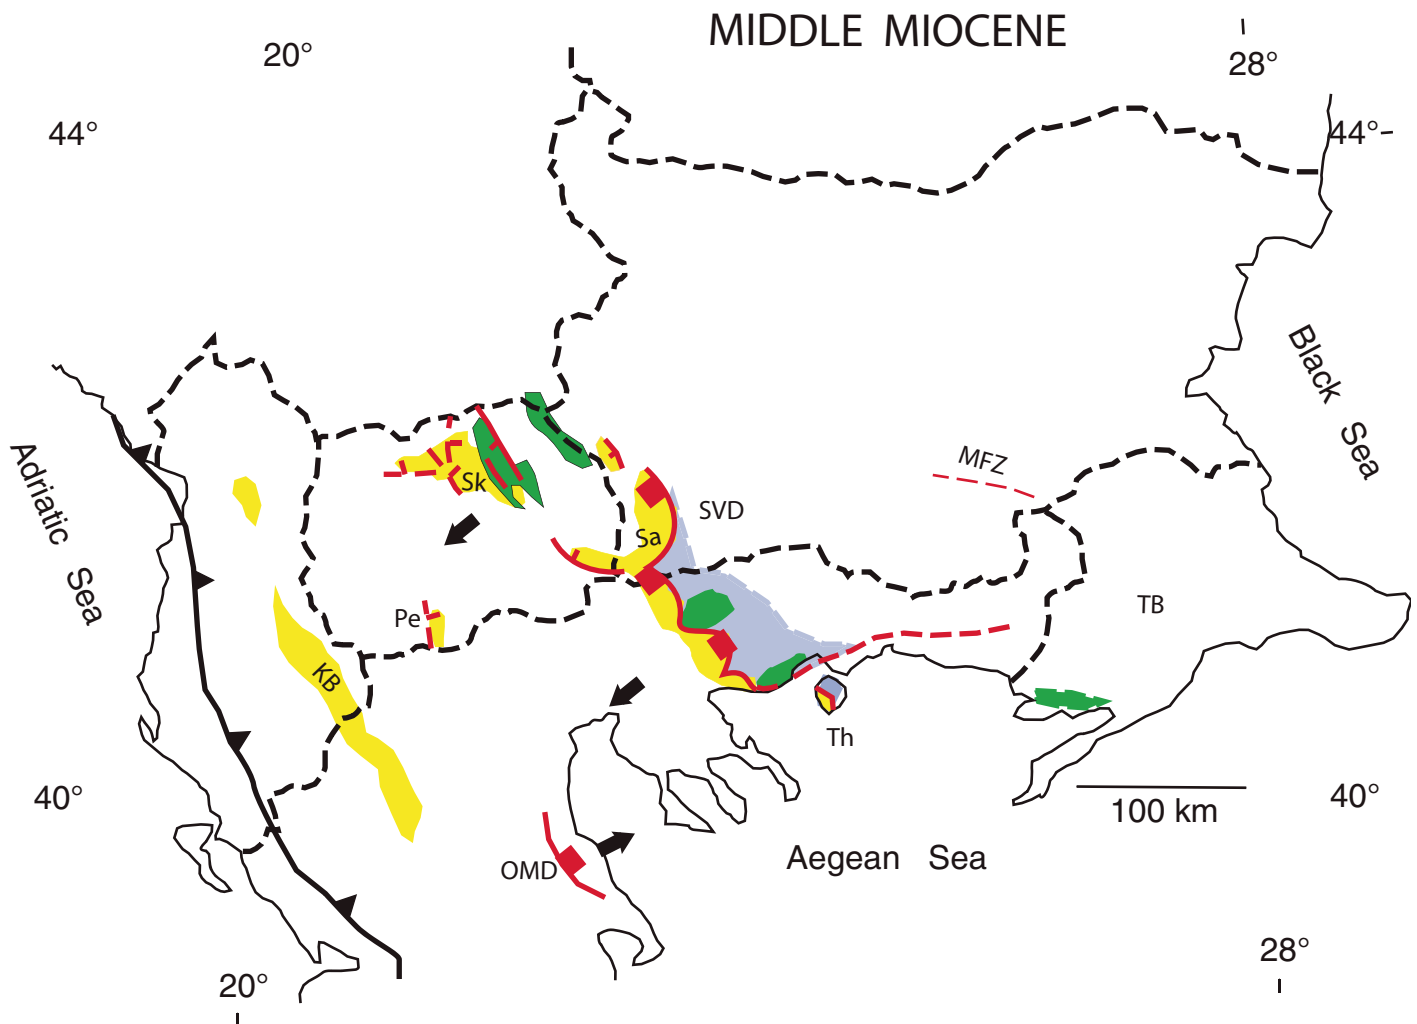 MIDDLE MIOCENE
20°
28°
44°
44°
Black Sea
Adriatic Sea
MFZ
Sk
SVD
Sa
Pe
TB
KB
Th
40°
40°
100 km
OMD
Aegean Sea
28°
20°